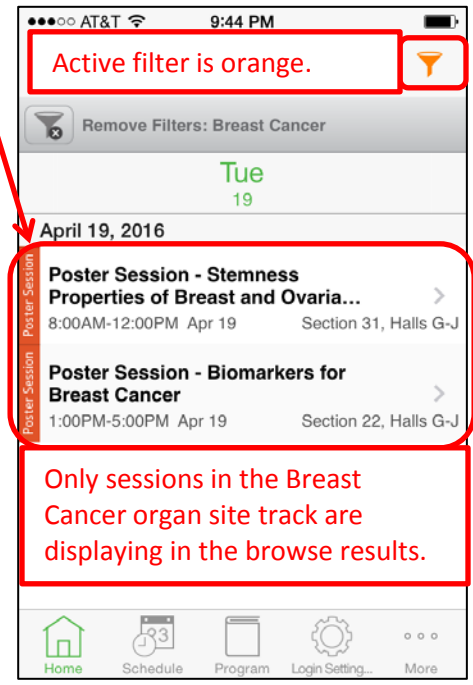 AT&T 9:44 PM
Active filter is orange.
Remove Filters: Breast Cancer
Tue
19
April 19, 2016
Poster Session
Poster Session - Stemness
Properties of Breast and Ovaria...
8:00AM-12:00PM Apr 19 Section 31, Halls G-J
Poster Session
Poster Session - Biomarkers for
Breast Cancer
1:00PM-5:00PM Apr 19 Section 22, Halls G-J
Only sessions in the Breast
Cancer organ site track are
displaying in the browse results.
3
Home Schedule Program Login Setting... More